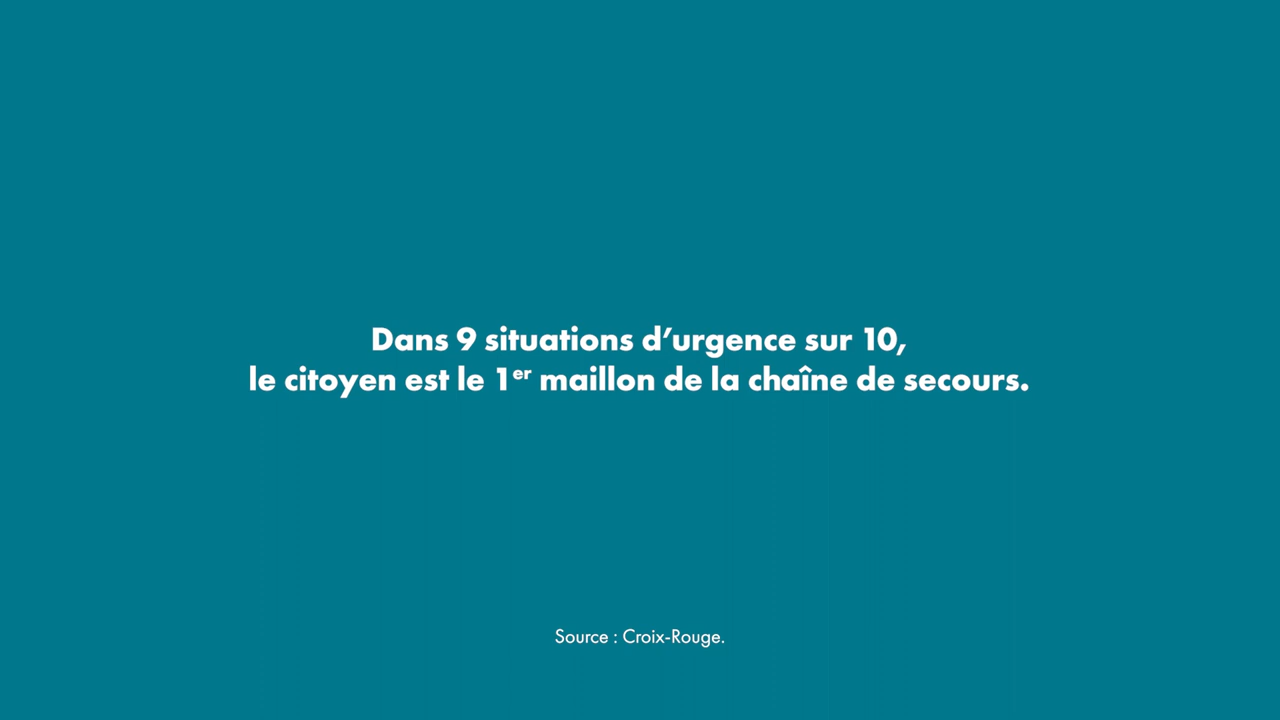 Dans 9 situations d’urgence sur 10,
le citoyen est le 1er maillon de la chaîne de secours.
Source : Croix-Rouge.